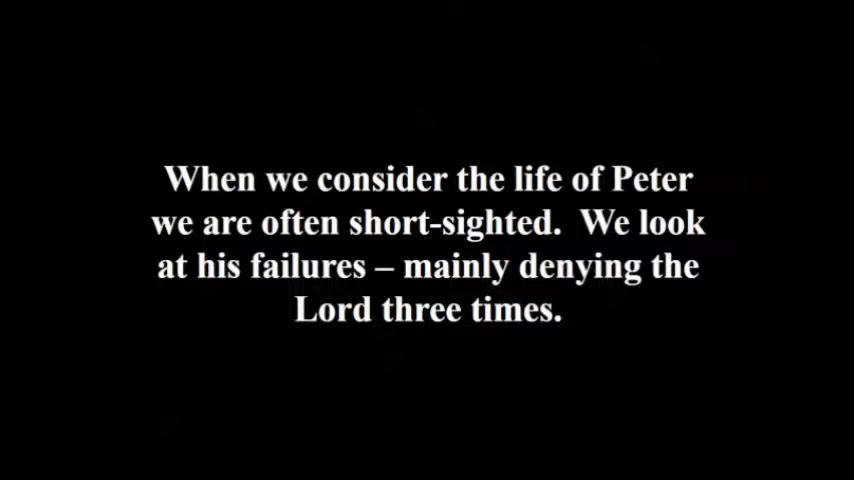 When we consider the life of Peter
we are often short-sighted.  We look
at his failures – mainly denying the
Lord three times.